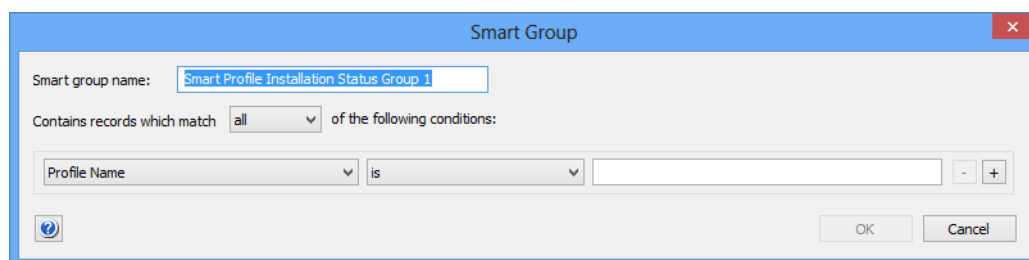 Smart Group
Smart group name: Smart Profile Installation Status Group 1
Contains records which match all of the following conditions:
Profile Name is - +
? OK Cancel